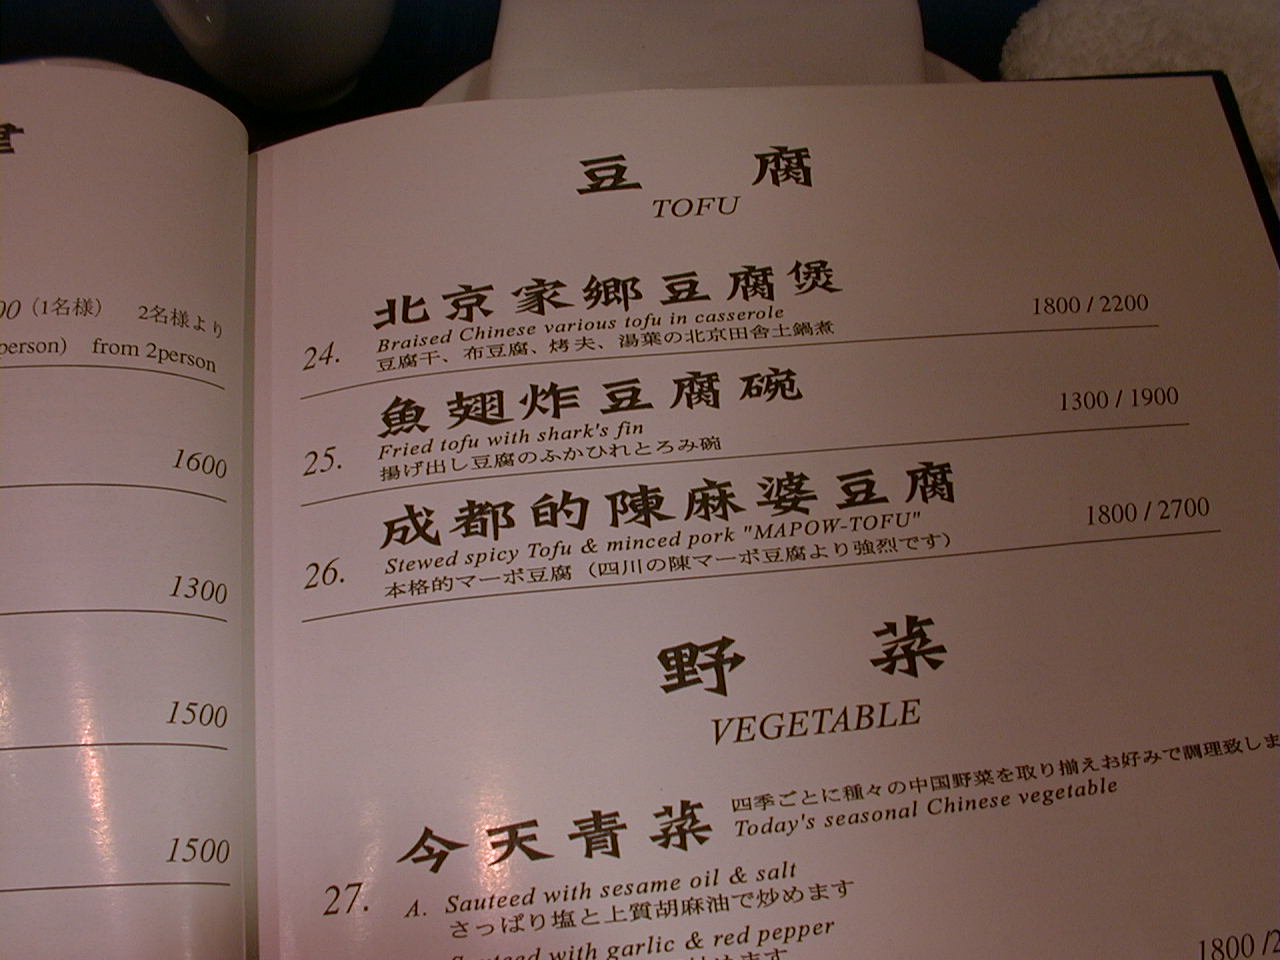 00（1名様） 2名様より
person） from 2person
1600
1300
1500
1500
豆腐
TOFU
北京家郷豆腐煲
Braised Chinese various tofu in casserole
24. 豆腐干、布豆腐、烤夫、湯葉の北京田舎土鍋煮
1800 / 2200
魚翅炸豆腐碗
Fried tofu with shark's fin
25. 揚げ出し豆腐のふかひれとろみ碗
1300 / 1900
成都的陳麻婆豆腐
Stewed spicy Tofu & minced pork "MAPOW-TOFU"
26. 本格的マーボ豆腐（四川の陳マーボ豆腐より強烈です）
1800 / 2700
野菜
VEGETABLE
今天青菜
四季ごとに種々の中国野菜を取り揃えお好みで調理致しま
Today's seasonal Chinese vegetable
27. A. Sauteed with sesame oil & salt
さっぱり塩と上質胡麻油で炒めます
Sauteed with garlic & red pepper
炒めます
1800 /2